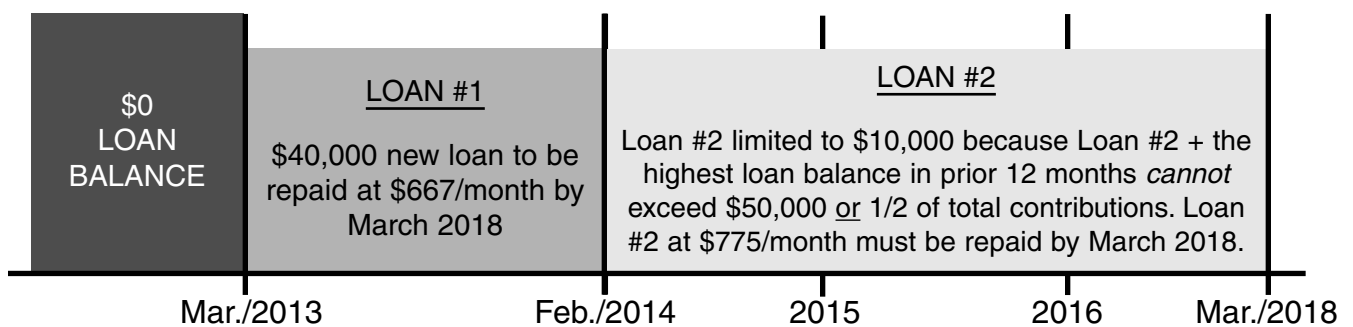 $0
LOAN
BALANCE
LOAN #1
$40,000 new loan to be
repaid at $667/month by
March 2018
LOAN #2
Loan #2 limited to $10,000 because Loan #2 + the
highest loan balance in prior 12 months cannot
exceed $50,000 or 1/2 of total contributions. Loan
#2 at $775/month must be repaid by March 2018.
Mar./2013 Feb./2014 2015 2016 Mar./2018